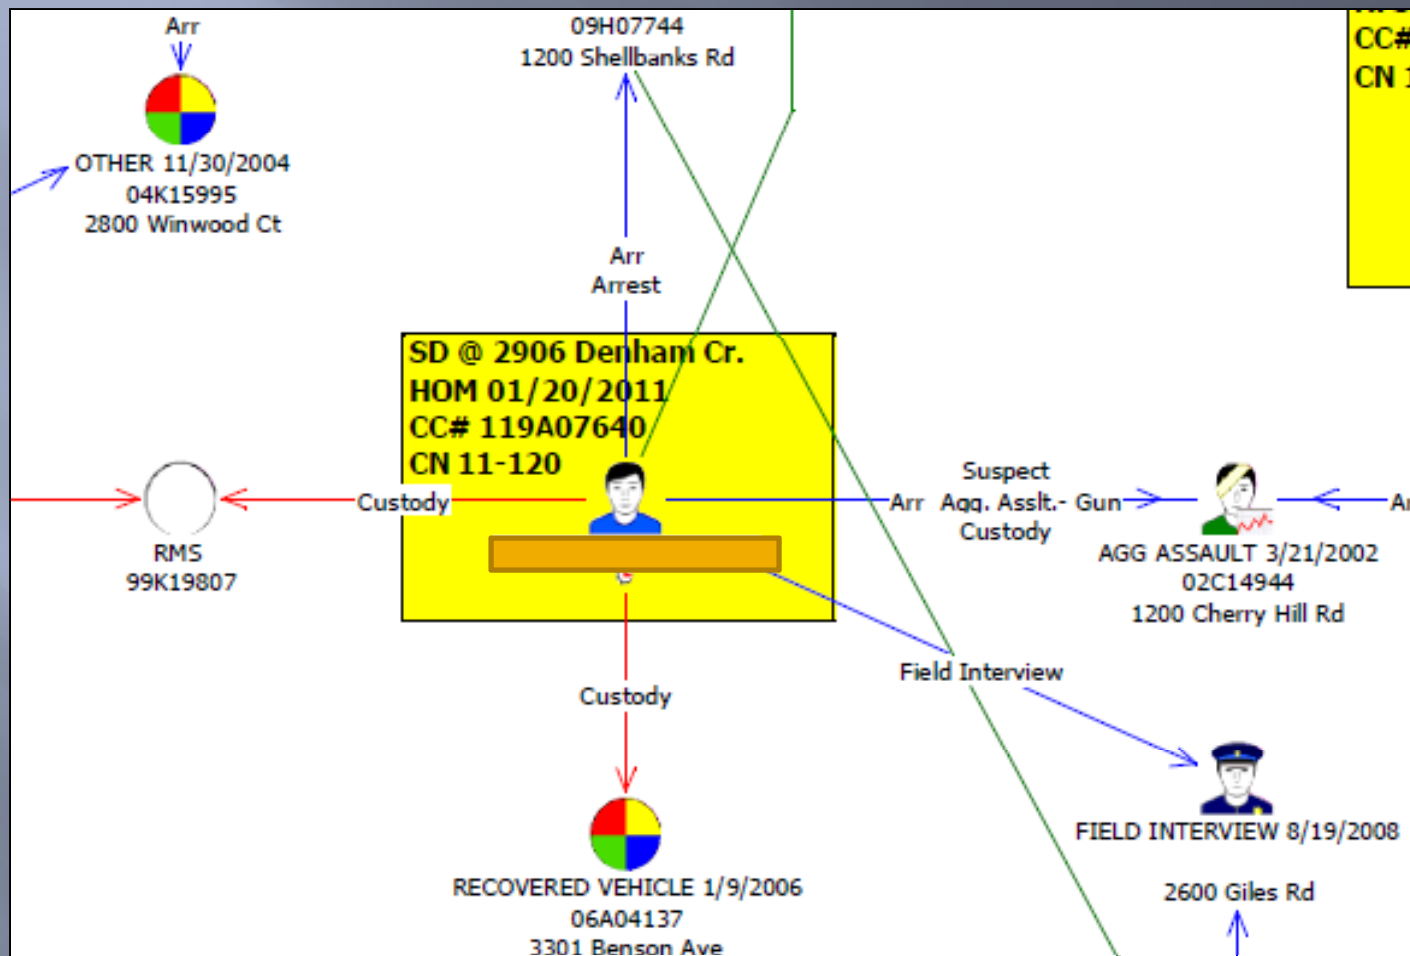 Arr
09H07744
1200 Shellbanks Rd
CC#
CN 1
OTHER 11/30/2004
04K15995
2800 Winwood Ct
Arr
Arrest
SD @ 2906 Denham Cr.
HOM 01/20/2011
CC# 119A07640
CN 11-120
Custody
Suspect
Arr Agg. Asslt.- Gun
Custody
RMS
99K19807
AGG ASSAULT 3/21/2002
02C14944
1200 Cherry Hill Rd
Field Interview
Custody
FIELD INTERVIEW 8/19/2008
2600 Giles Rd
RECOVERED VEHICLE 1/9/2006
06A04137
3301 Benson Ave